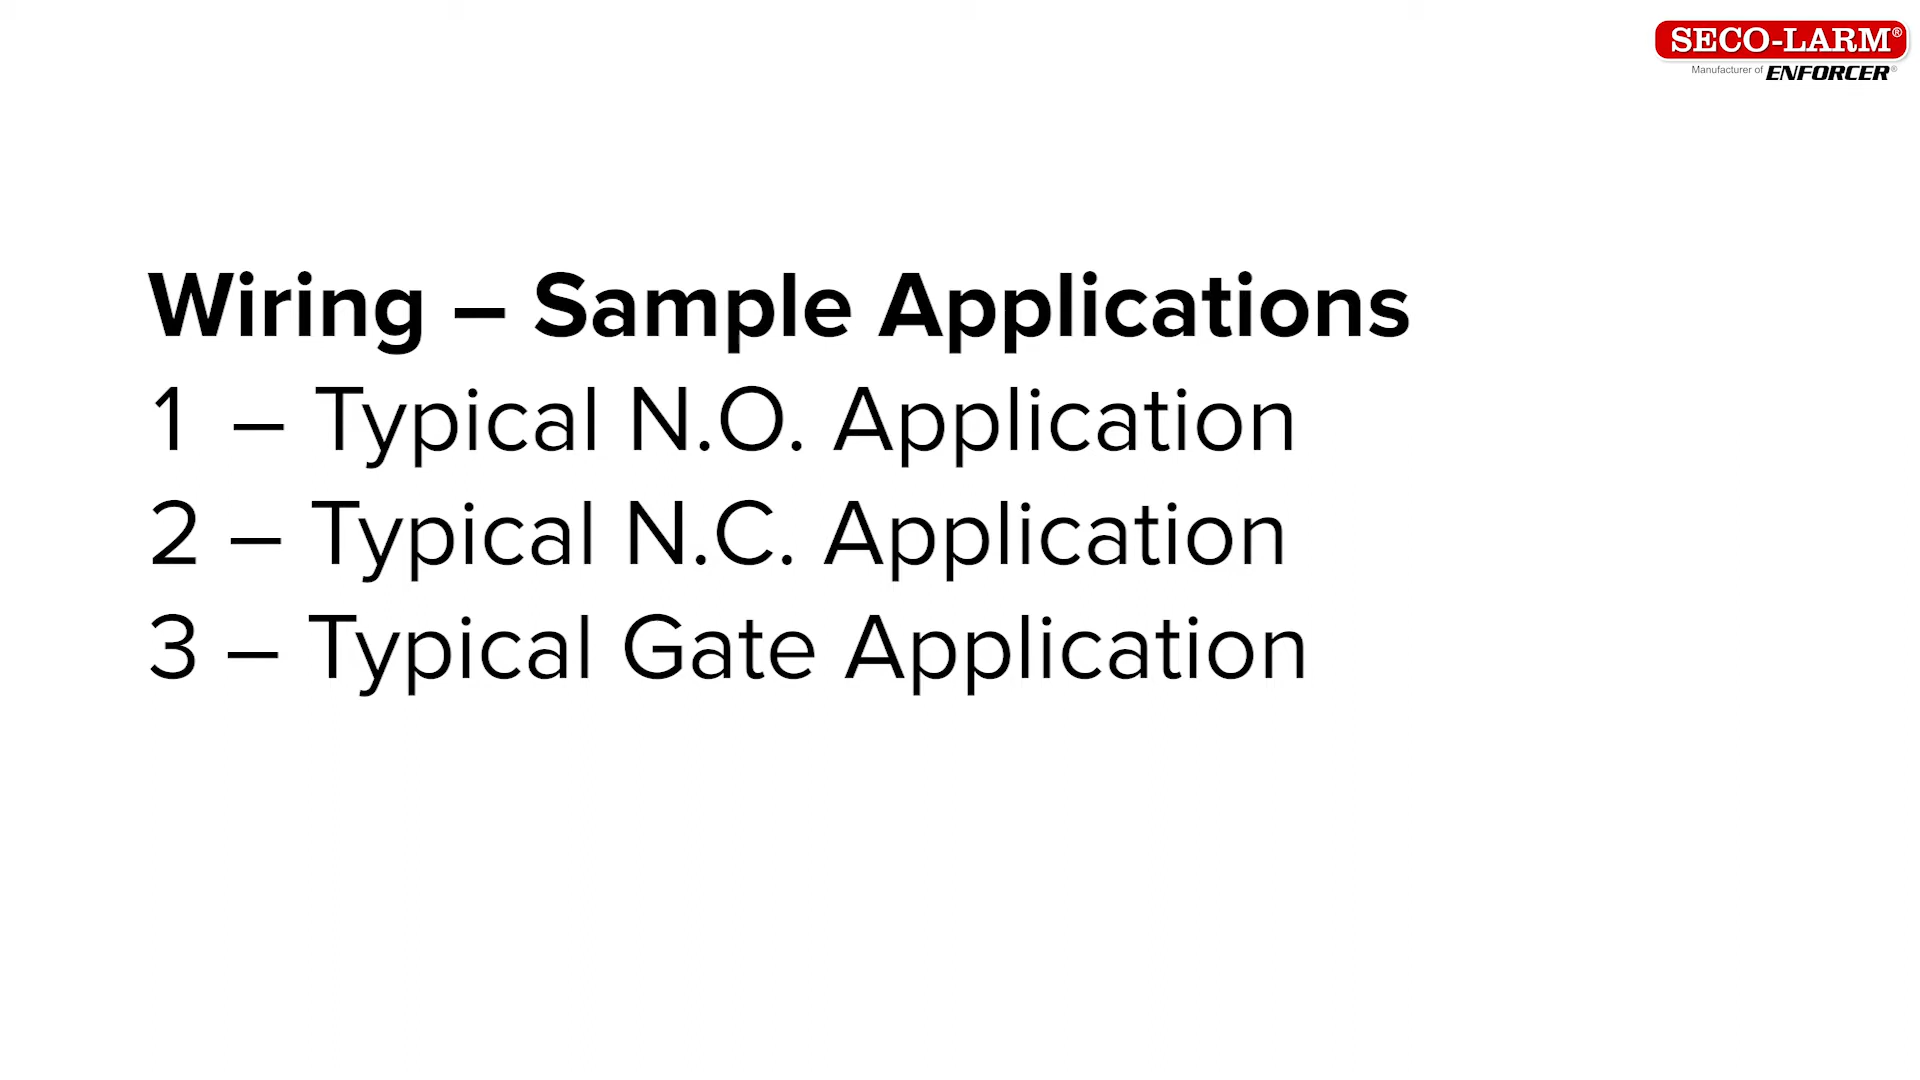 SECO-LARM®
Manufacturer of ENFORCER®
Wiring – Sample Applications
1 – Typical N.O. Application
2 – Typical N.C. Application
3 – Typical Gate Application